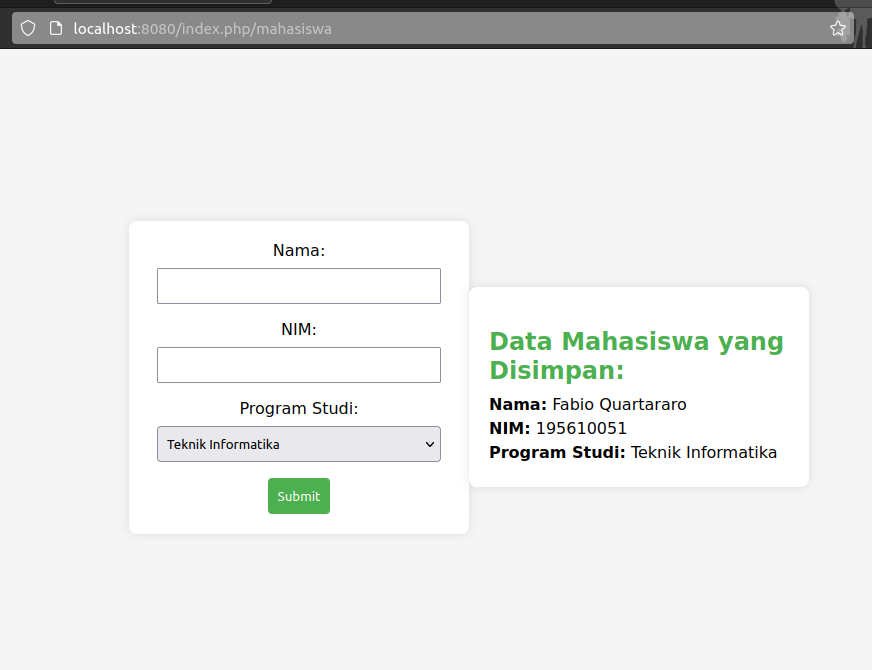 localhost:8080/index.php/mahasiswa
Nama:
NIM:
Program Studi:
Teknik Informatika
Submit
Data Mahasiswa yang
Disimpan:
Nama: Fabio Quartararo
NIM: 195610051
Program Studi: Teknik Informatika